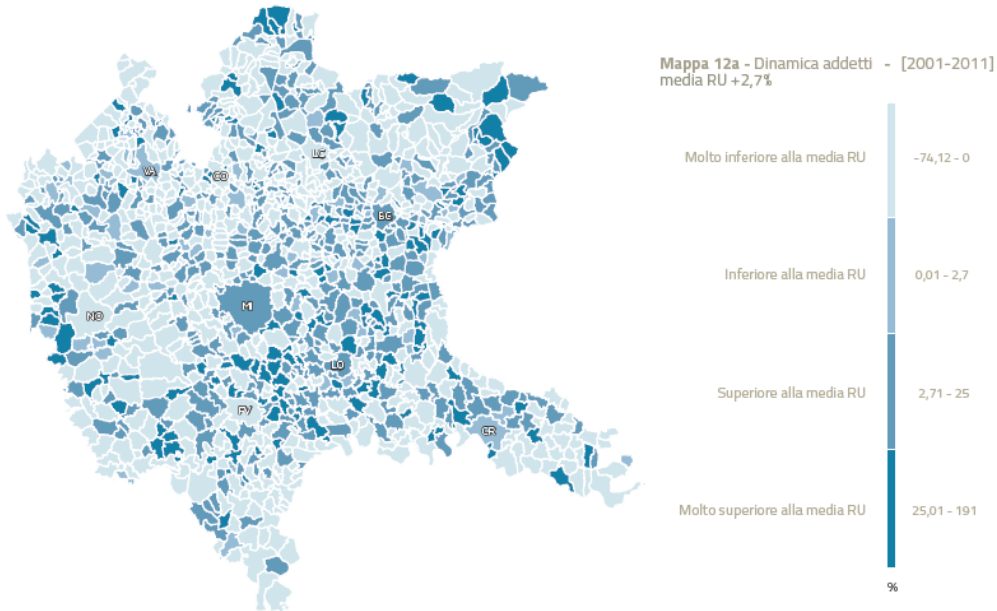 Mappa 12a - Dinamica addetti - [2001-2011]
media RU +2,7%
Molto inferiore alla media RU -74,12 - 0
Inferiore alla media RU 0,01 - 2,7
Superiore alla media RU 2,71 - 25
Molto superiore alla media RU 25,01 - 191
%
LC
VA
CO
BG
MI
NO
LO
PV
CR